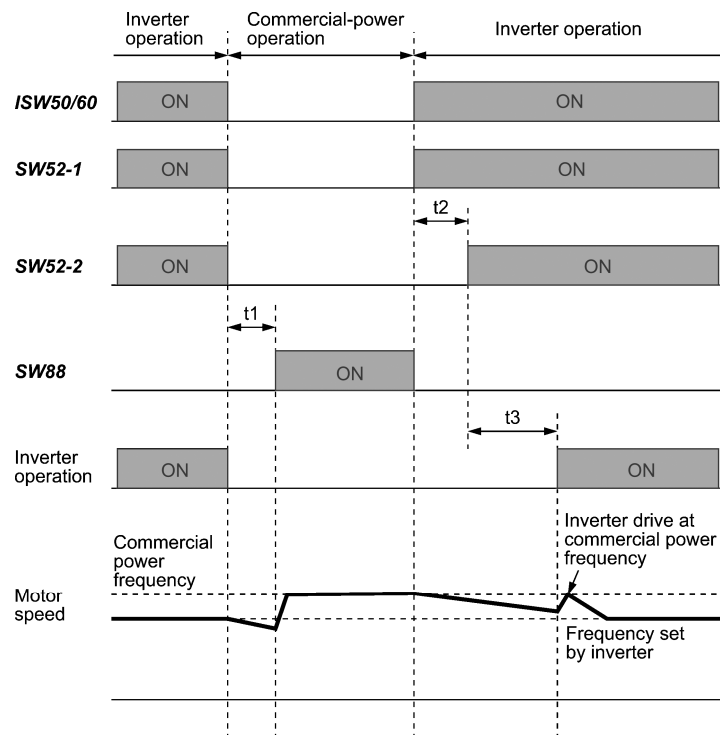 Inverter
operation
Commercial-power
operation
Inverter operation
ISW50/60
ON
ON
SW52-1
ON
ON
t2
SW52-2
ON
ON
t1
SW88
ON
t3
Inverter
operation
ON
ON
Inverter drive at
commercial power
frequency
Commercial
power
frequency
Motor
speed
Frequency set
by inverter